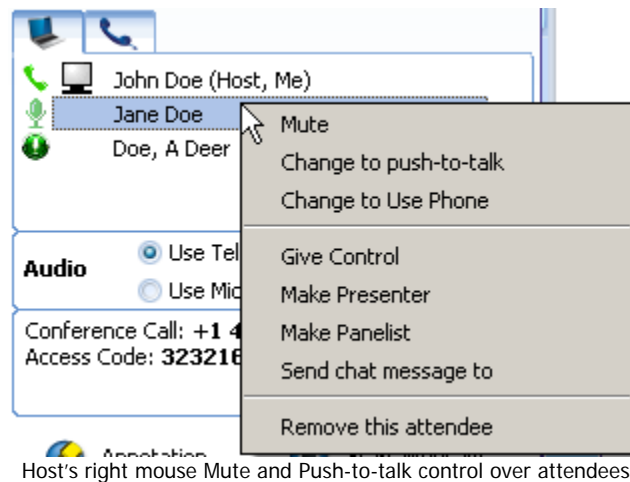 John Doe (Host, Me)
Jane Doe
Doe, A Deer
Mute
Change to push-to-talk
Change to Use Phone
Give Control
Make Presenter
Make Panelist
Send chat message to
Remove this attendee
Audio
Use Tel
Use Mic
Conference Call: +1 4
Access Code: 323216
Annotation
Host's right mouse Mute and Push-to-talk control over attendees